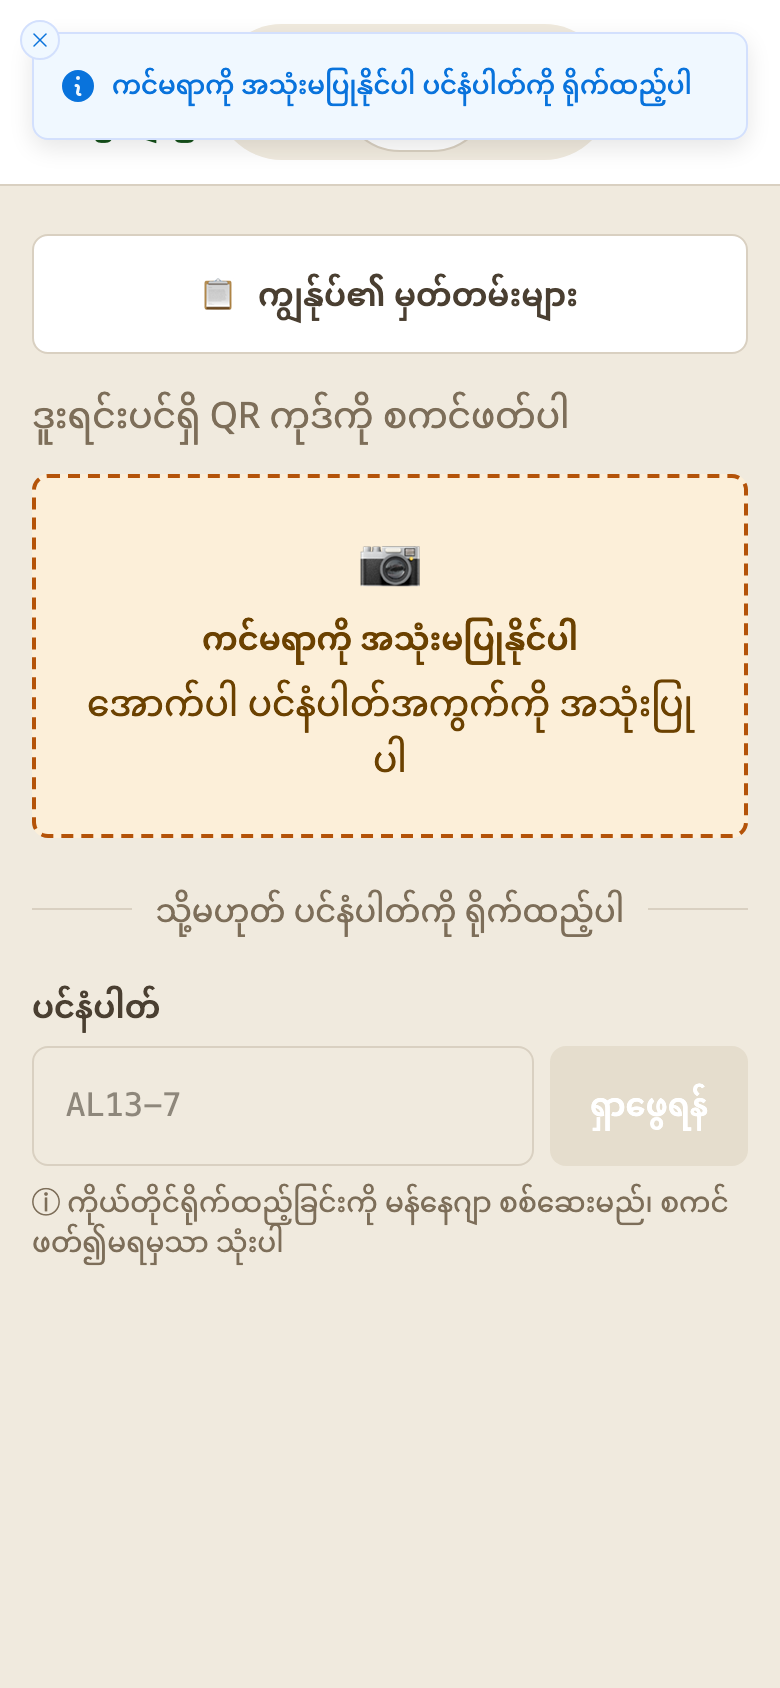 ကင်မရာကို အသုံးမပြုနိုင်ပါ ပင်နံပါတ်ကို ရိုက်ထည့်ပါ
ကျွန်ုပ်၏ မှတ်တမ်းများ
ဒူးရင်းပင်ရှိ QR ကုဒ်ကို စကင်ဖတ်ပါ
ကင်မရာကို အသုံးမပြုနိုင်ပါ
အောက်ပါ ပင်နံပါတ်အကွက်ကို အသုံးပြု
ပါ
သို့မဟုတ် ပင်နံပါတ်ကို ရိုက်ထည့်ပါ
ပင်နံပါတ်
AL13–7
ရှာဖွေရန်
ⓘ ကိုယ်တိုင်ရိုက်ထည့်ခြင်းကို မန်နေဂျာ စစ်ဆေးမည်၊ စကင်
ဖတ်၍မရမှသာ သုံးပါ